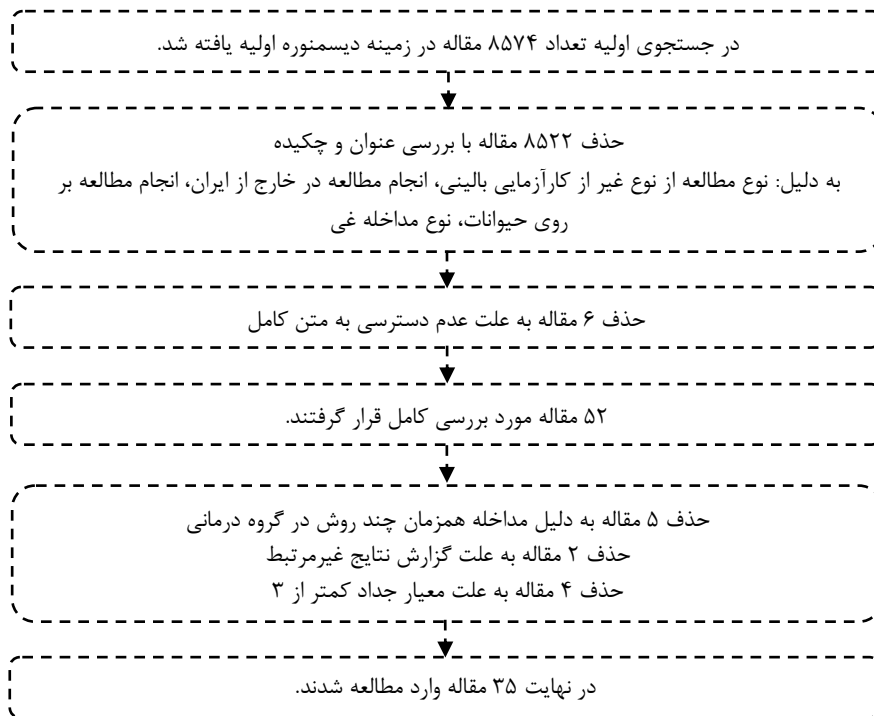 در جستجوی اولیه تعداد ۸۵۷۴ مقاله در زمینه دیسمنوره اولیه یافته شد.
حذف ۸۵۲۲ مقاله با بررسی عنوان و چکیده
به دلیل: نوع مطالعه از نوع غیر از کارآزمایی بالینی، انجام مطالعه در خارج از ایران، انجام مطالعه بر
روی حیوانات، نوع مداخله غی
حذف ۶ مقاله به علت عدم دسترسی به متن کامل
۵۲ مقاله مورد بررسی کامل قرار گرفتند.
حذف ۵ مقاله به دلیل مداخله همزمان چند روش در گروه درمانی
حذف ۲ مقاله به علت گزارش نتایج غیرمرتبط
حذف ۴ مقاله به علت معیار جداد کمتر از ۳
در نهایت ۳۵ مقاله وارد مطالعه شدند.